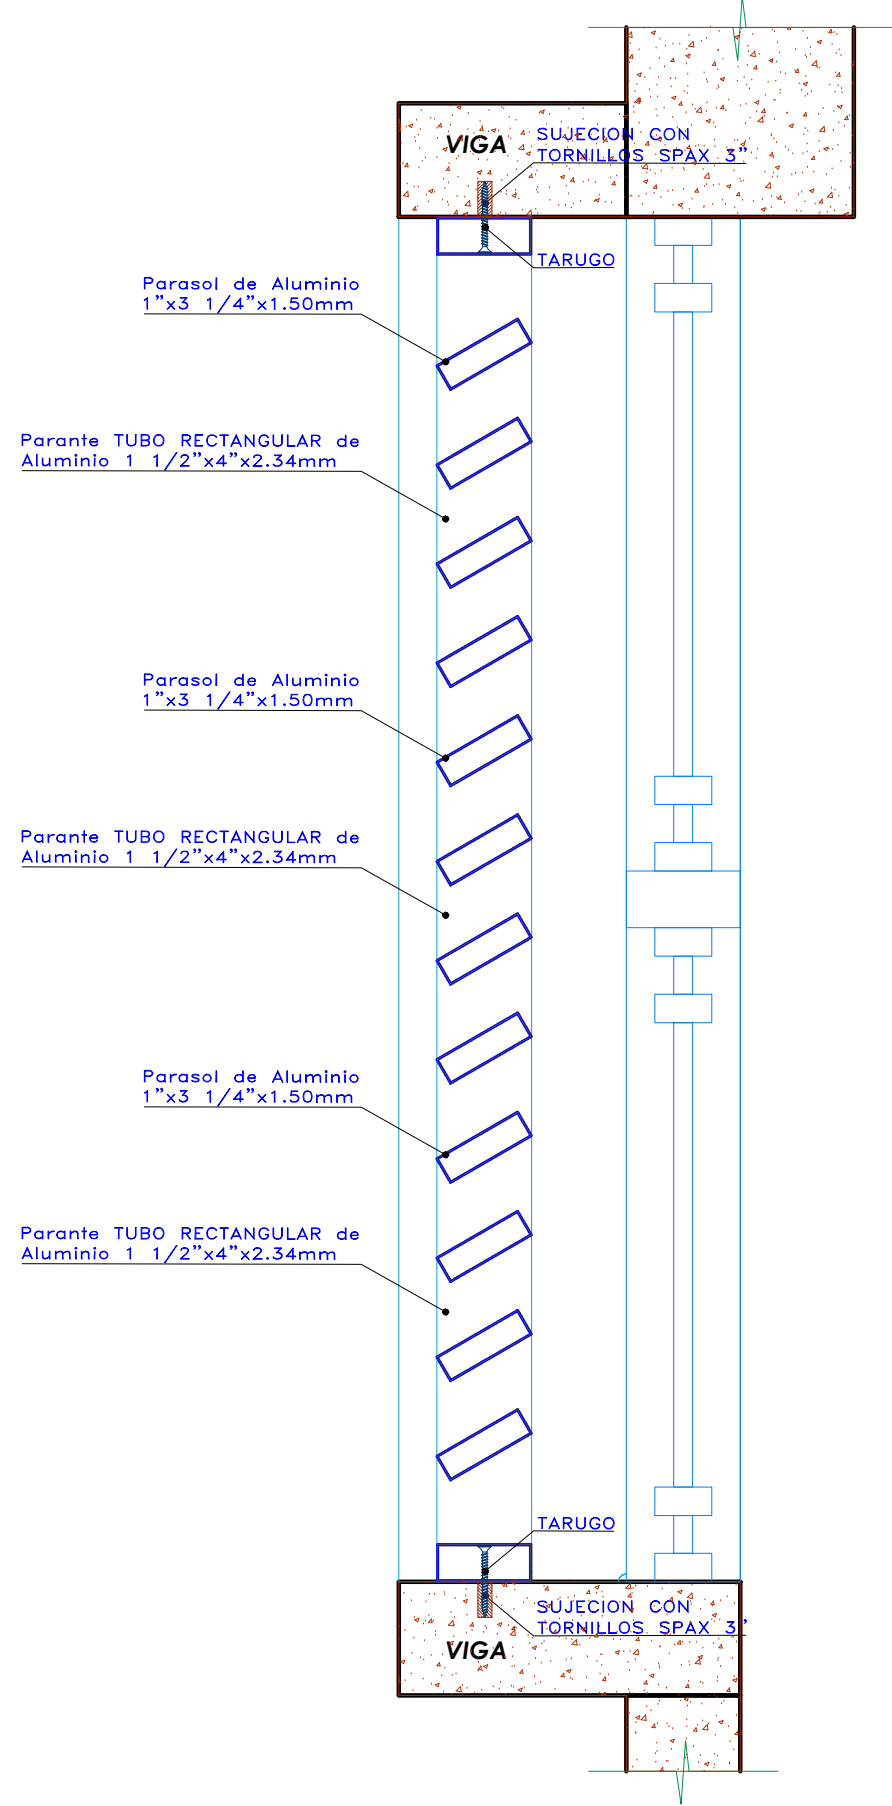 VIGA
SUJECION CON
TORNILLOS SPAX 3"
TARUGO
Parasol de Aluminio
1"x3 1/4"x1.50mm
Parante TUBO RECTANGULAR de
Aluminio 1 1/2"x4"x2.34mm
Parasol de Aluminio
1"x3 1/4"x1.50mm
Parante TUBO RECTANGULAR de
Aluminio 1 1/2"x4"x2.34mm
Parasol de Aluminio
1"x3 1/4"x1.50mm
Parante TUBO RECTANGULAR de
Aluminio 1 1/2"x4"x2.34mm
TARUGO
SUJECION CON
TORNILLOS SPAX 3"
VIGA